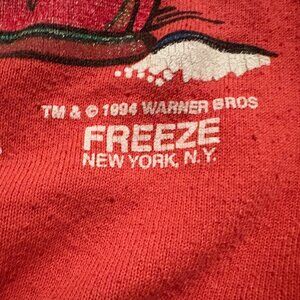 TM & © 1994 WARNER BROS
FREEZE
NEW YORK, N.Y.